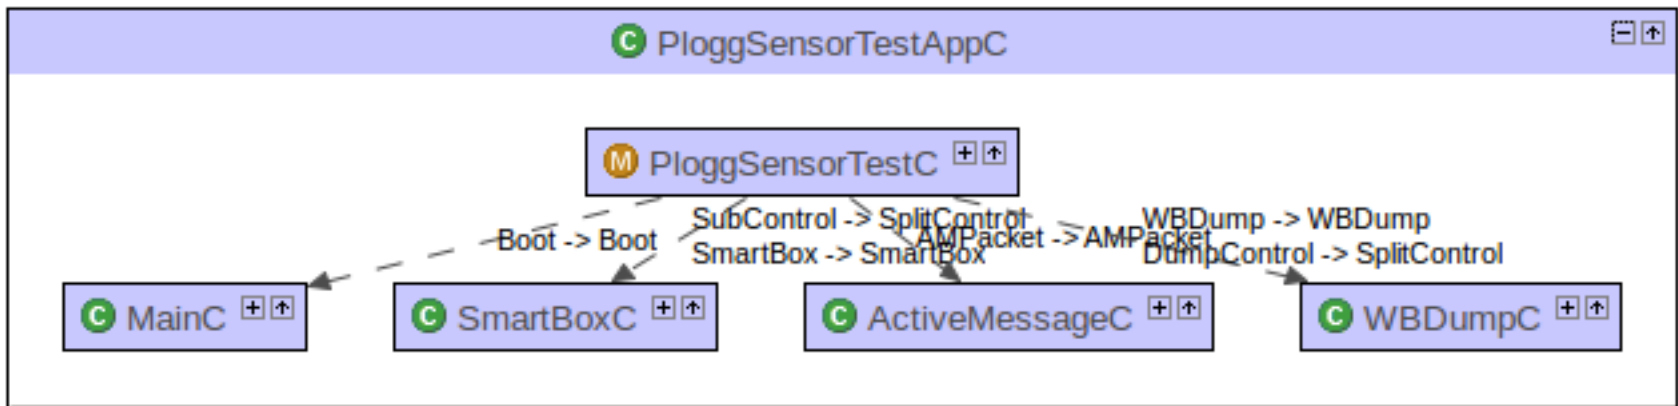 C PloggSensorTestAppC
M PloggSensorTestC
SubControl -> SplitControl
WBDump -> WBDump
Boot -> Boot
AMPacket -> AMPacket
SmartBox -> SmartBox
DumpControl -> SplitControl
C MainC
C SmartBoxC
C ActiveMessageC
C WBDumpC